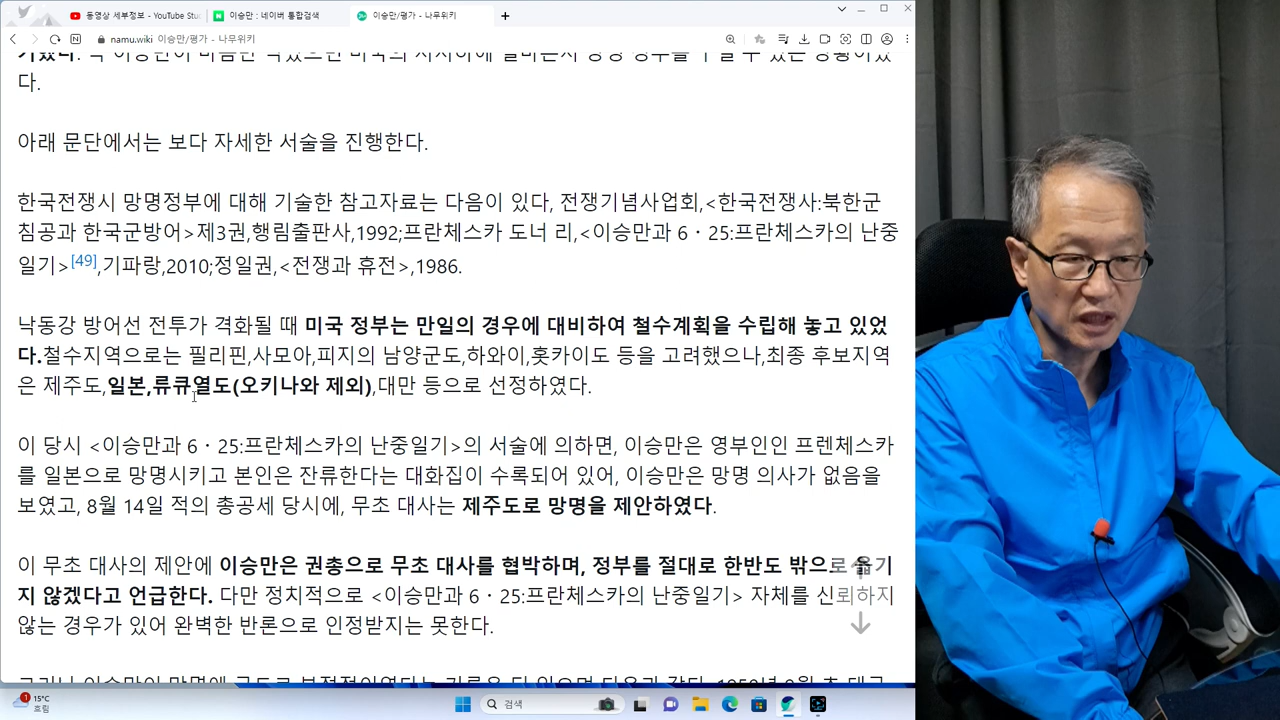 동영상 세부정보 - YouTube Stu
이승만 : 네이버 통합검색
이승만/평가 - 나무위키
namu.wiki 이승만/평가 - 나무위키
다.
아래 문단에서는 보다 자세한 서술을 진행한다.
한국전쟁시 망명정부에 대해 기술한 참고자료는 다음이 있다, 전쟁기념사업회,<한국전쟁사:북한군
침공과 한국군방어>제3권,행림출판사,1992;프란체스카 도너 리,<이승만과 6·25:프란체스카의 난중
일기>[49],기파랑,2010;정일권,<전쟁과 휴전>,1986.
낙동강 방어선 전투가 격화될 때 미국 정부는 만일의 경우에 대비하여 철수계획을 수립해 놓고 있었
다.철수지역으로는 필리핀,사모아,피지의 남양군도,하와이,홋카이도 등을 고려했으나,최종 후보지역
은 제주도,일본,류큐열도(오키나와 제외),대만 등으로 선정하였다.
이 당시 <이승만과 6·25:프란체스카의 난중일기>의 서술에 의하면, 이승만은 영부인인 프렌체스카
를 일본으로 망명시키고 본인은 잔류한다는 대화집이 수록되어 있어, 이승만은 망명 의사가 없음을
보였고, 8월 14일 적의 총공세 당시에, 무초 대사는 제주도로 망명을 제안하였다.
이 무초 대사의 제안에 이승만은 권총으로 무초 대사를 협박하며, 정부를 절대로 한반도 밖으로 옮기
지 않겠다고 언급한다. 다만 정치적으로 <이승만과 6·25:프란체스카의 난중일기> 자체를 신뢰하지
않는 경우가 있어 완벽한 반론으로 인정받지는 못한다.
1
15°C
흐림
검색